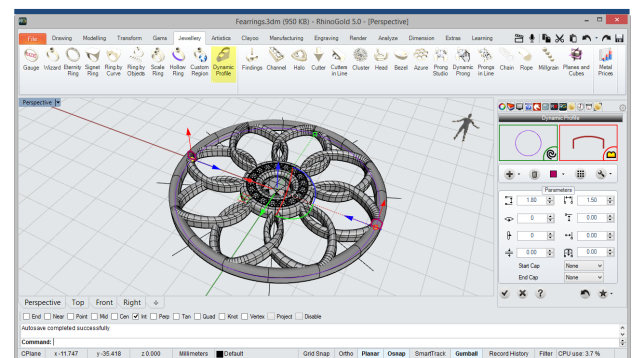 Fearrings.3dm (950 KB) - RhinoGold 5.0 - [Perspective]
File Drawing Modelling Transform Gems Jewellery Artistics Clayoo Manufacturing Engraving Render Analyze Dimension Extras Learning
Gauge Wizard Eternity Ring Signet Ring Ring by Curve Ring by Objects Scale Ring Hollow Ring Custom Region Dynamic Profile Findings Channel Halo Cutter Cutters in Line Cluster Head Bezel Azure Prong Studio Dynamic Prong Prongs in Line Chain Rope Millgrain Planes and Cubes Metal Prices
Perspective
Dynamic Profile
Parameters
1.80 1.50
0 0.00
0 0.00
0.00 0.00
Start Cap None
End Cap None
Perspective Top Front Right
End Near Point Mid Cen Int Perp Tan Quad Knot Vertex Project Disable
Autosave completed successfully
Command:
CPlane x -11.747 y -35.418 z 0.000 Millimeters Default Grid Snap Ortho Planar Osnap SmartTrack Gumball Record History Filter CPU use: 3.7 %